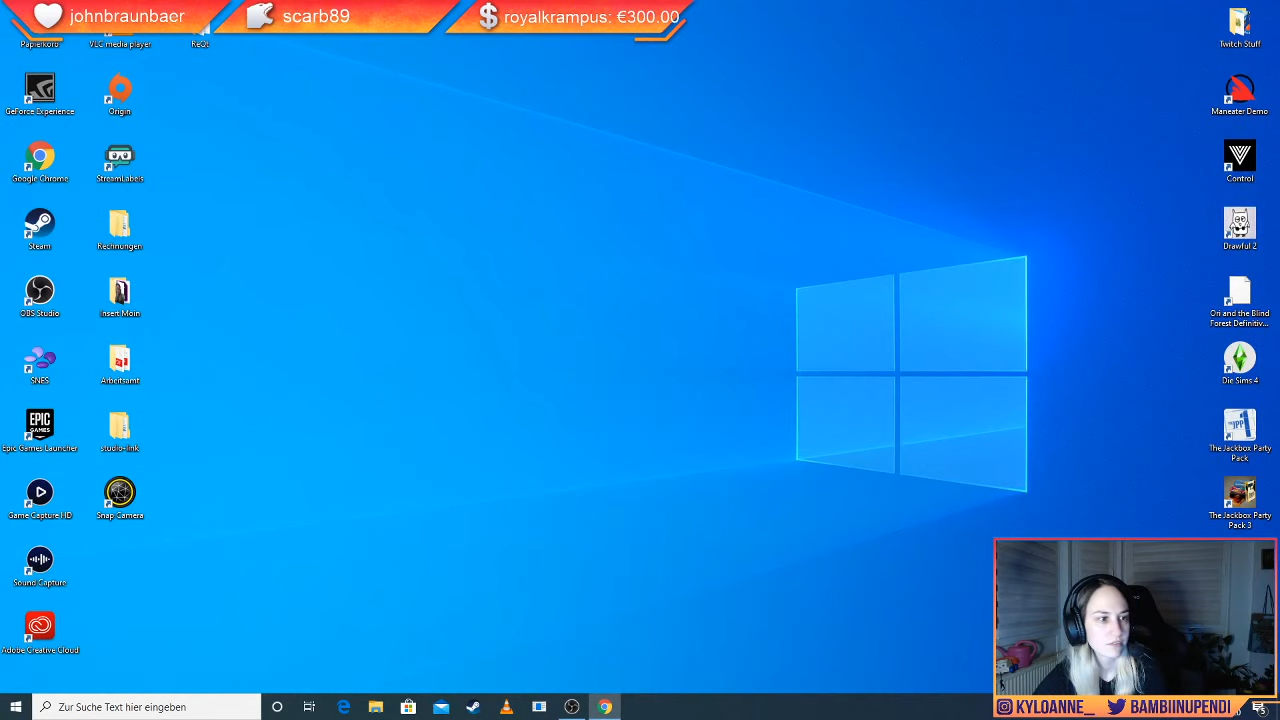 johnbraunbaer
scarb89
royalkrampus: €300.00
Papierkorb
VLC media player
ReQt
Twitch Stuff
GeForce Experience
Origin
Maneater Demo
Google Chrome
StreamLabels
Control
Steam
Rechnungen
Drawful 2
OBS Studio
Insert Moin
Ori and the Blind
Forest Definitiv...
SNES
Arbeitsamt
Die Sims 4
EPIC
GAMES
Epic Games Launcher
studio-link
The Jackbox Party
Pack
Game Capture HD
Snap Camera
The Jackbox Party
Pack 3
Sound Capture
Adobe Creative Cloud
Zur Suche Text hier eingeben
KYLOANNE_
BAMBIINUPENDI